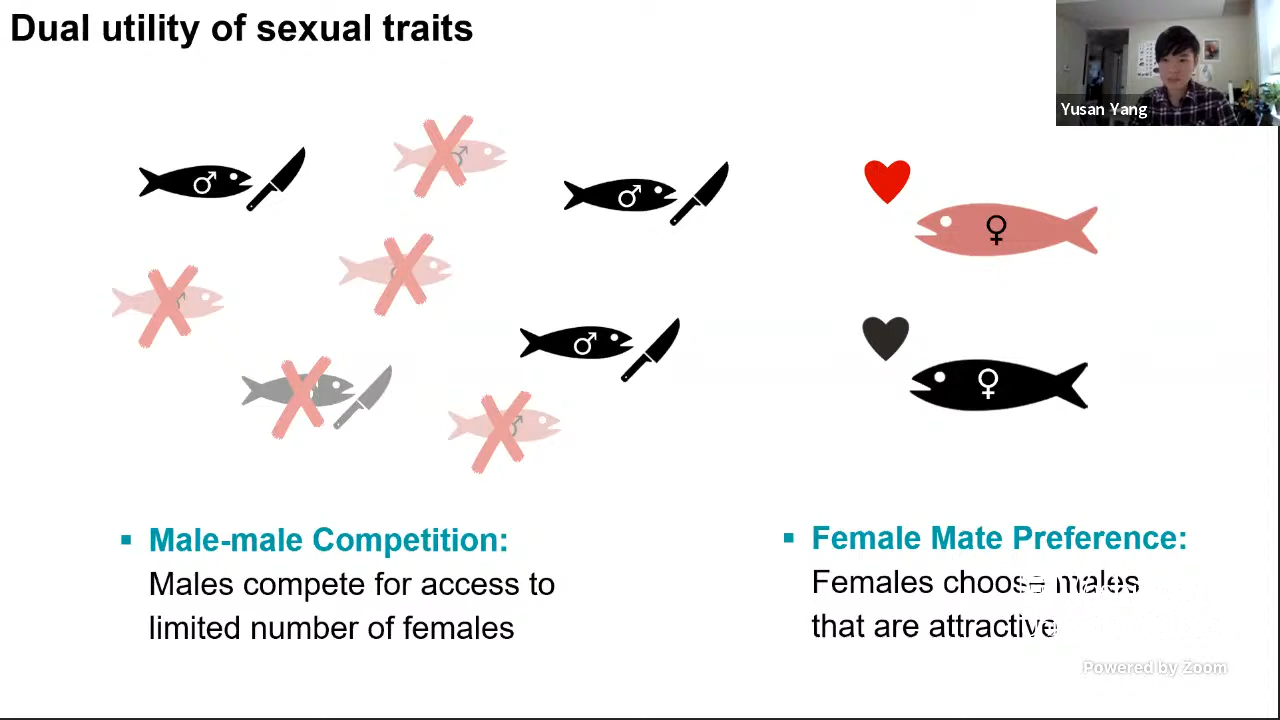 Dual utility of sexual traits
Yusan Yang
▪ Male-male Competition:
Males compete for access to
limited number of females
▪ Female Mate Preference:
Females choose males
that are attractive
Powered by Zoom